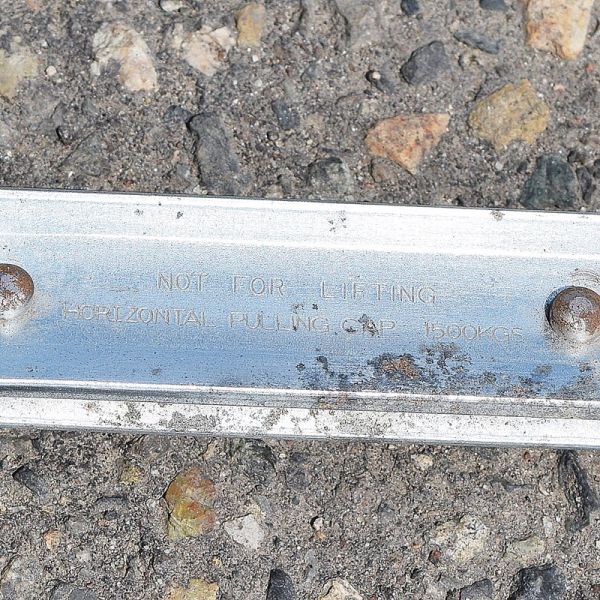 NOT FOR LIFTING
HORIZONTAL PULLING CAP. 1500KGS